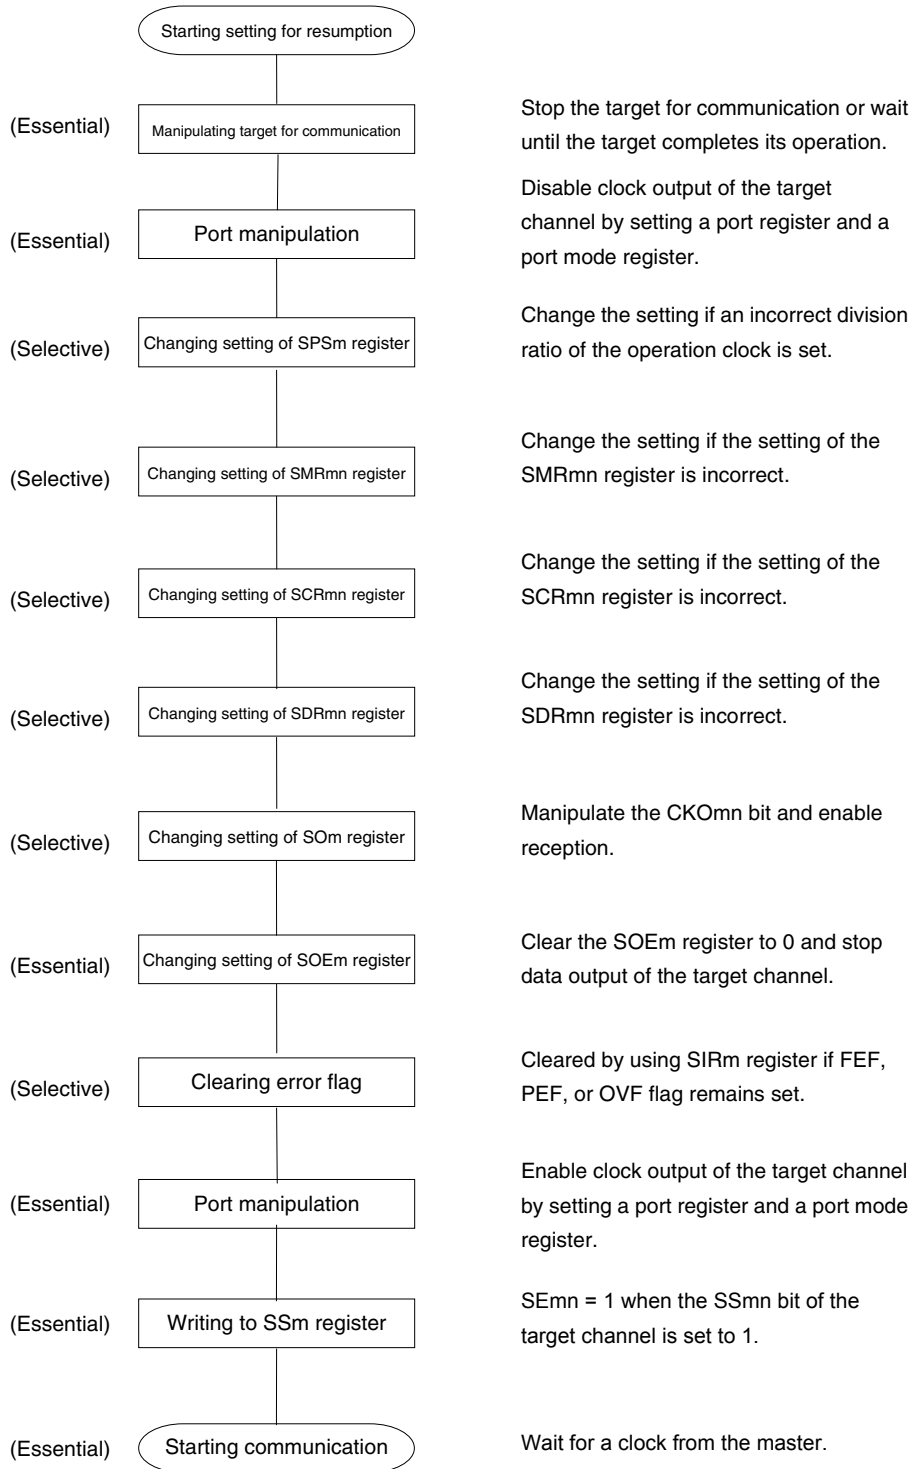 Starting setting for resumption
(Essential)
Manipulating target for communication
Stop the target for communication or wait
until the target completes its operation.
(Essential)
Port manipulation
Disable clock output of the target
channel by setting a port register and a
port mode register.
(Selective)
Changing setting of SPSm register
Change the setting if an incorrect division
ratio of the operation clock is set.
(Selective)
Changing setting of SMRmn register
Change the setting if the setting of the
SMRmn register is incorrect.
(Selective)
Changing setting of SCRmn register
Change the setting if the setting of the
SCRmn register is incorrect.
(Selective)
Changing setting of SDRmn register
Change the setting if the setting of the
SDRmn register is incorrect.
(Selective)
Changing setting of SOm register
Manipulate the CKOmn bit and enable
reception.
(Essential)
Changing setting of SOEm register
Clear the SOEm register to 0 and stop
data output of the target channel.
(Selective)
Clearing error flag
Cleared by using SIRm register if FEF,
PEF, or OVF flag remains set.
(Essential)
Port manipulation
Enable clock output of the target channel
by setting a port register and a port mode
register.
(Essential)
Writing to SSm register
SEmn = 1 when the SSmn bit of the
target channel is set to 1.
(Essential)
Starting communication
Wait for a clock from the master.